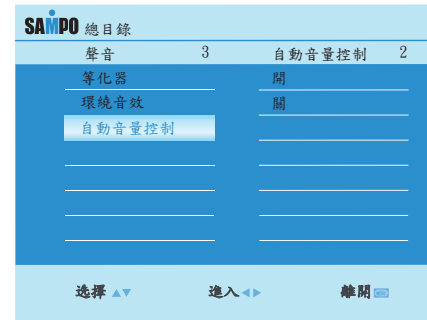 SAMPO 總目錄
聲音 3 自動音量控制 2
等化器 開
環繞音效 關
自動音量控制
选擇 ▲▼ 進入 ◀▶ 離開